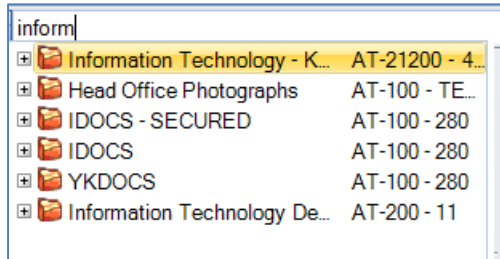 inform
Information Technology - K... AT-21200 - 4...
Head Office Photographs AT-100 - TE...
IDOCS - SECURED AT-100 - 280
IDOCS AT-100 - 280
YKDOCS AT-100 - 280
Information Technology De... AT-200 - 11